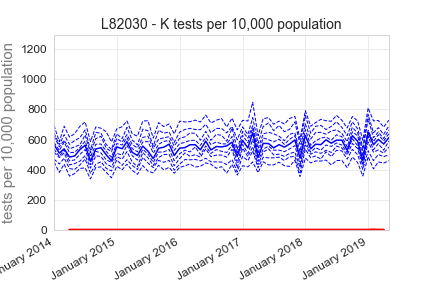 L82030 - K tests per 10,000 population
tests per 10,000 population
1200
1000
800
600
400
200
0
nuary 2014
January 2015
January 2016
January 2017
January 2018
January 2019